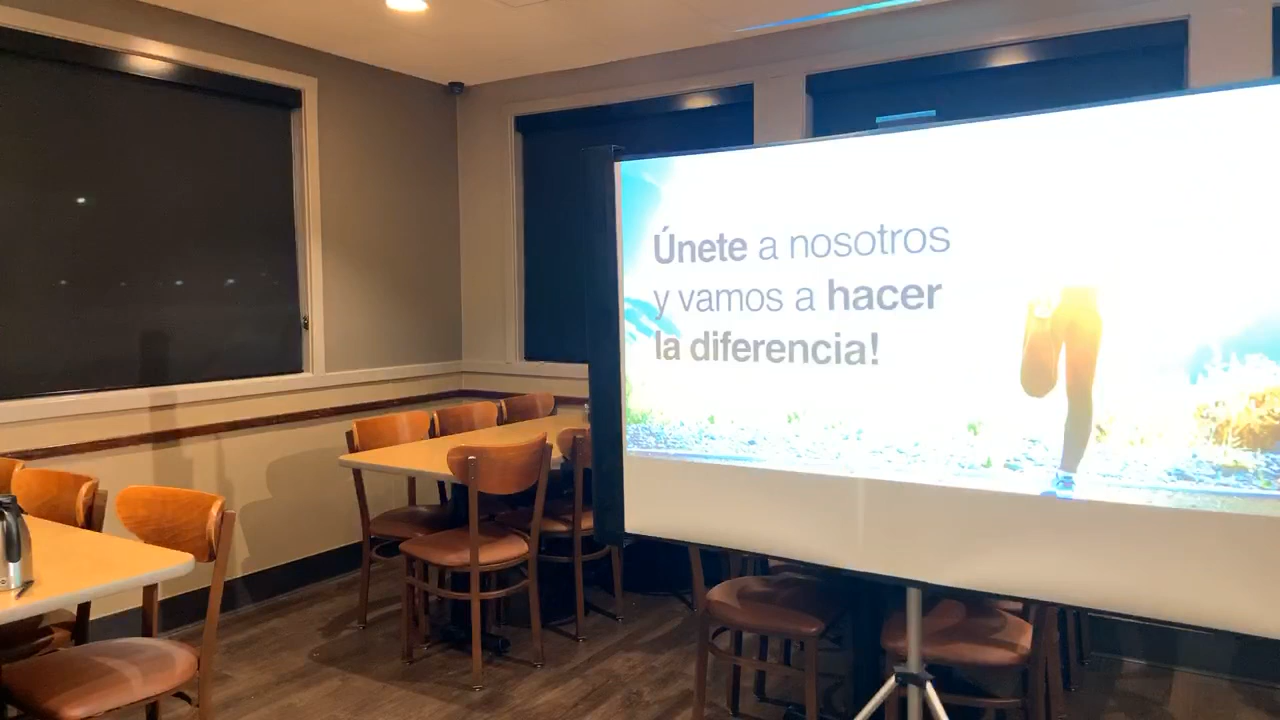 Únete a nosotros
y vamos a hacer
la diferencia!